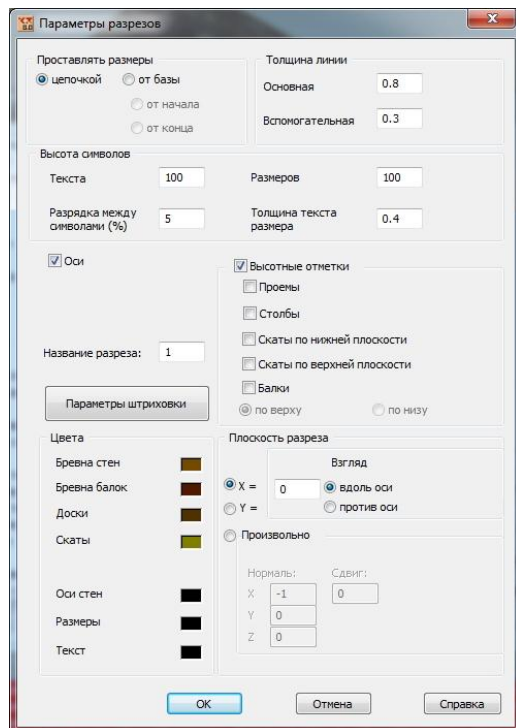 Параметры разрезов
Проставлять размеры
цепочкой от базы
от начала
от конца
Толщина линии
Основная 0.8
Вспомогательная 0.3
Высота символов
Текста 100 Размеров 100
Разрядка между символами (%) 5 Толщина текста размера 0.4
Оси
Название разреза: 1
Параметры штриховки
Высотные отметки
Проемы
Столбы
Скаты по нижней плоскости
Скаты по верхней плоскости
Балки
по верху по низу
Цвета
Бревна стен
Бревна балок
Доски
Скаты
Оси стен
Размеры
Текст
Плоскость разреза
Взгляд
X = 0 вдоль оси
Y = против оси
Произвольно
Нормаль: Сдвиг:
X -1 0
Y 0
Z 0
OK Отмена Справка